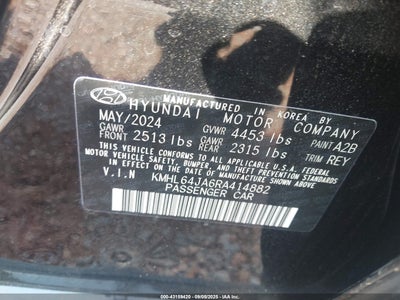 MANUFACTURED IN KOREA BY
HYUNDAI MOTOR COMPANY
MAY/2024 GVWR 4453 lbs PAINT A2B
GAWR FRONT 2513 lbs GAWR REAR 2315 lbs TRIM REY
THIS VEHICLE CONFORMS TO ALL APPLICABLE
U.S.A. FEDERAL MOTOR VEHICLE SAFETY, BUMPER, AND THEFT
PREVENTION STANDARDS IN EFFECT ON
THE DATE OF MANUFACTURE SHOWN ABOVE.
V.I.N KMHL64JA6RA414882
PASSENGER CAR
IAA 600 - 43159420 - 09/09/2025 - IAA Inc.